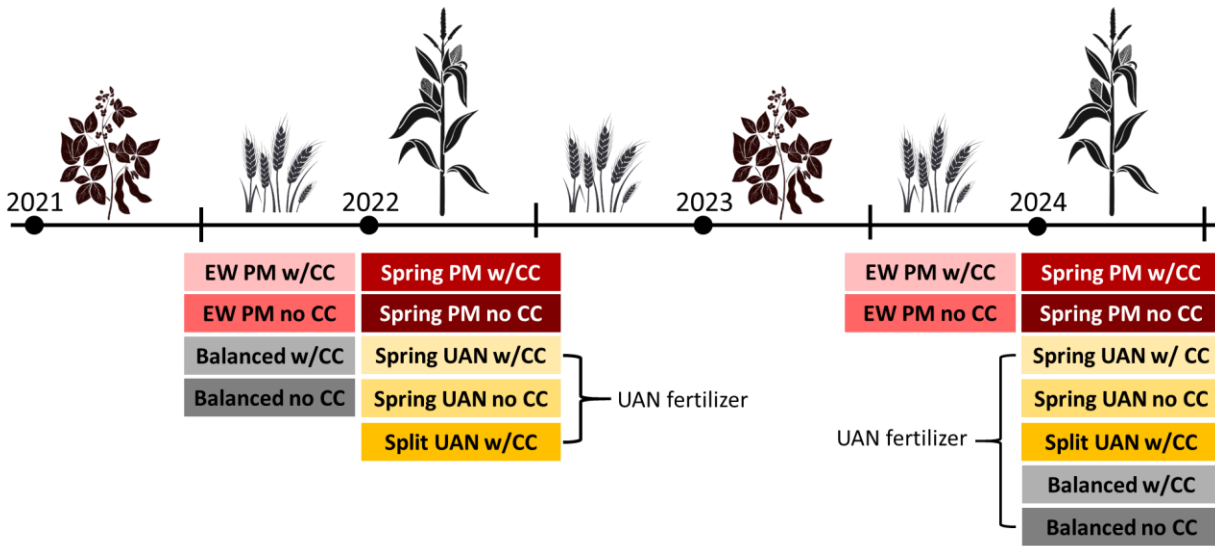 2021
2022
2023
2024
EW PM w/CC
EW PM no CC
Balanced w/CC
Balanced no CC
Spring PM w/CC
Spring PM no CC
Spring UAN w/CC
Spring UAN no CC
Split UAN w/CC
UAN fertilizer
EW PM w/CC
EW PM no CC
UAN fertilizer
Spring PM w/CC
Spring PM no CC
Spring UAN w/ CC
Spring UAN no CC
Split UAN w/CC
Balanced w/CC
Balanced no CC